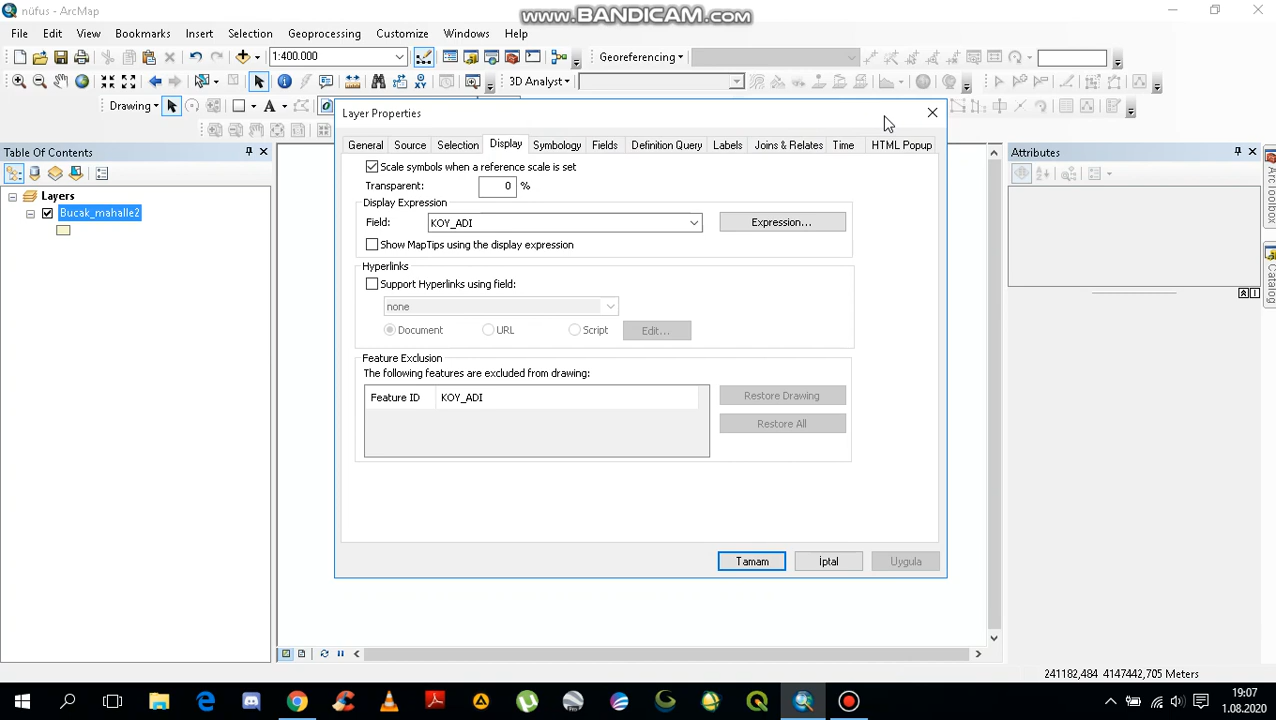 nüfus - ArcMap
www.BANDICAM.com
File Edit View Bookmarks Insert Selection Geoprocessing Customize Windows Help
1:400.000
Georeferencing
3D Analyst
Drawing
A
Table Of Contents
Layers
Bucak_mahalle2
Layer Properties
General Source Selection Display Symbology Fields Definition Query Labels Joins & Relates Time HTML Popup
Scale symbols when a reference scale is set
Transparent: 0 %
Display Expression
Field: KOY_ADI Expression...
Show MapTips using the display expression
Hyperlinks
Support Hyperlinks using field:
none
Document URL Script Edit...
Feature Exclusion
The following features are excluded from drawing:
Feature ID KOY_ADI
Restore Drawing
Restore All
Tamam İptal Uygula
Attributes
ArcToolbox
Catalog
241182,484 4147442,705 Meters
19:07
1.08.2020